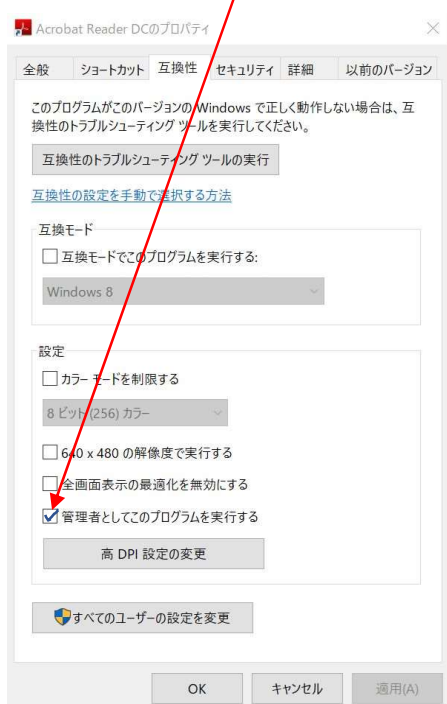 Acrobat Reader DCのプロパティ
全般 ショートカット 互換性 セキュリティ 詳細 以前のバージョン
このプログラムがこのバージョンの Windows で正しく動作しない場合は、互
換性のトラブルシューティング ツールを実行してください。
互換性のトラブルシューティング ツールの実行
互換性の設定を手動で選択する方法
互換モード
互換モードでこのプログラムを実行する:
Windows 8
設定
カラー モードを制限する
8 ビット (256) カラー
640 x 480 の解像度で実行する
全画面表示の最適化を無効にする
管理者としてこのプログラムを実行する
高 DPI 設定の変更
すべてのユーザーの設定を変更
OK キャンセル 適用(A)